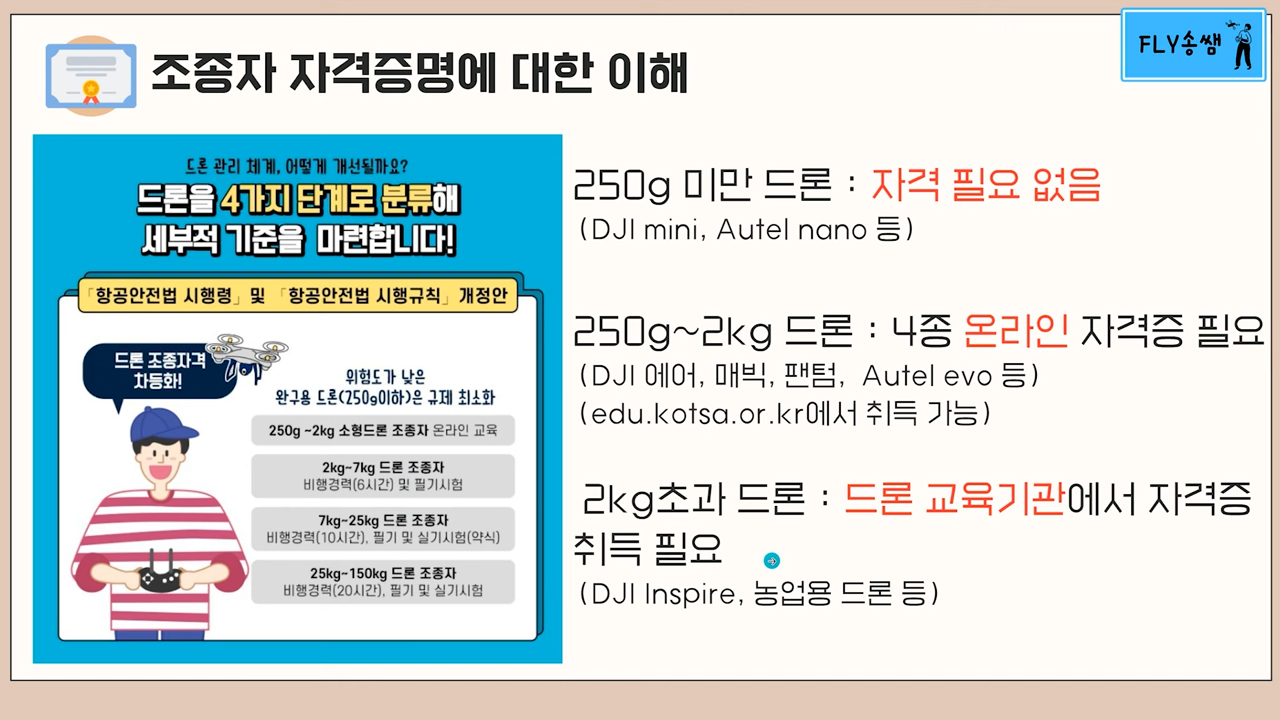 조종자 자격증명에 대한 이해
FLY송쌤
드론 관리 체계, 어떻게 개선될까요?
드론을 4가지 단계로 분류해
세부적 기준을 마련합니다!
「항공안전법 시행령」 및 「항공안전법 시행규칙」 개정안
드론 조종자격
차등화!
위험도가 낮은
완구용 드론(250g이하)은 규제 최소화
250g ~2kg 소형드론 조종자 온라인 교육
2kg~7kg 드론 조종자
비행경력(6시간) 및 필기시험
7kg~25kg 드론 조종자
비행경력(10시간), 필기 및 실기시험(약식)
25kg~150kg 드론 조종자
비행경력(20시간), 필기 및 실기시험
250g 미만 드론 : 자격 필요 없음
(DJI mini, Autel nano 등)
250g~2kg 드론 : 4종 온라인 자격증 필요
(DJI 에어, 매빅, 팬텀, Autel evo 등)
(edu.kotsa.or.kr에서 취득 가능)
2kg초과 드론 : 드론 교육기관에서 자격증
취득 필요
(DJI Inspire, 농업용 드론 등)